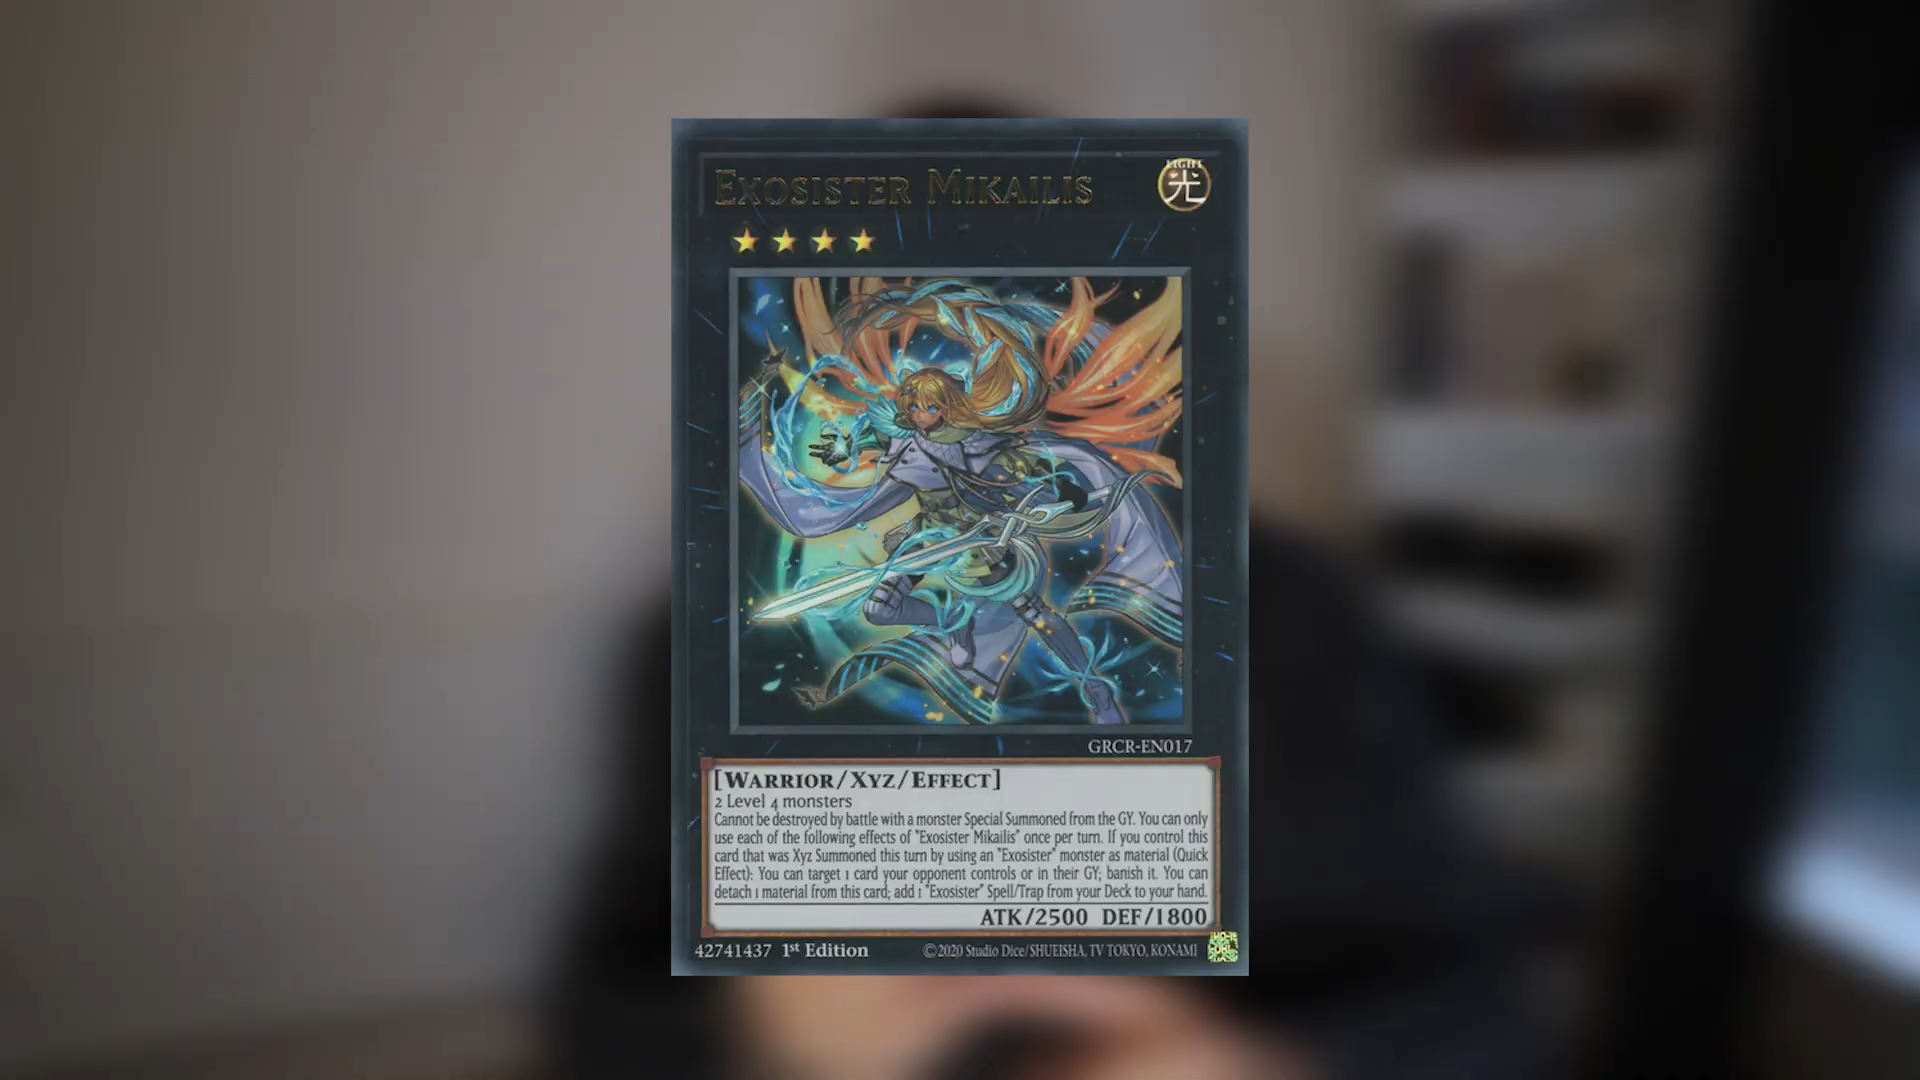 Exosister Mikailis
LIGHT
光
GRCR-EN017
[Warrior/Xyz/Effect]
2 Level 4 monsters
Cannot be destroyed by battle with a monster Special Summoned from the GY. You can only
use each of the following effects of "Exosister Mikailis" once per turn. If you control this
card that was Xyz Summoned this turn by using an "Exosister" monster as material (Quick
Effect): You can target 1 card your opponent controls or in their GY; banish it. You can
detach 1 material from this card; add 1 "Exosister" Spell/Trap from your Deck to your hand.
ATK/2500 DEF/1800
42741437 1st Edition
©2020 Studio Dice/SHUEISHA, TV TOKYO, KONAMI